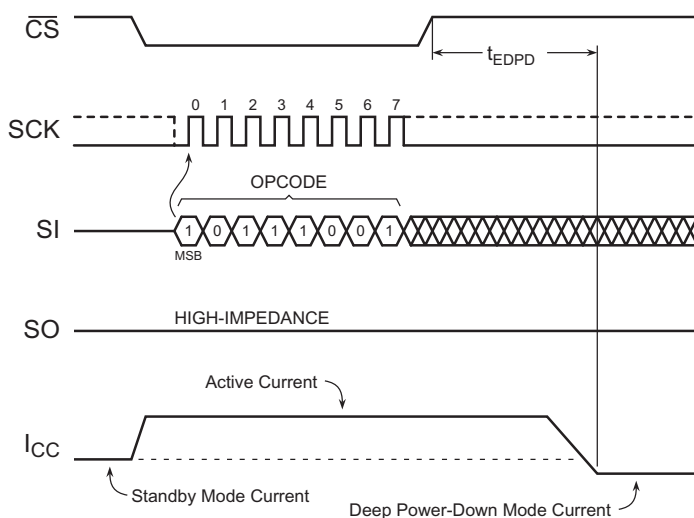 CS
tEDPD
0 1 2 3 4 5 6 7
SCK
OPCODE
SI
1 0 1 1 1 0 0 1
MSB
HIGH-IMPEDANCE
SO
Active Current
ICC
Standby Mode Current
Deep Power-Down Mode Current